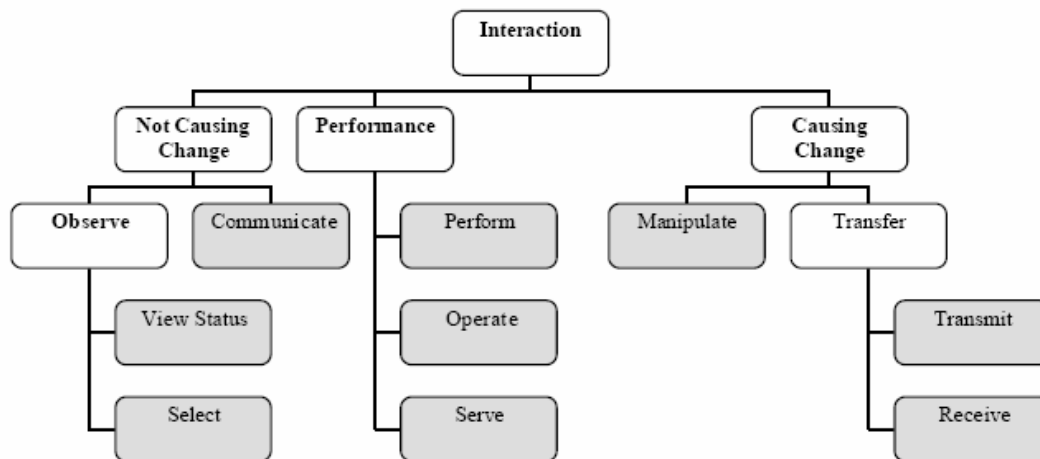 Interaction
Not Causing
Change
Performance
Causing
Change
Observe
Communicate
Perform
Manipulate
Transfer
View Status
Operate
Transmit
Select
Serve
Receive